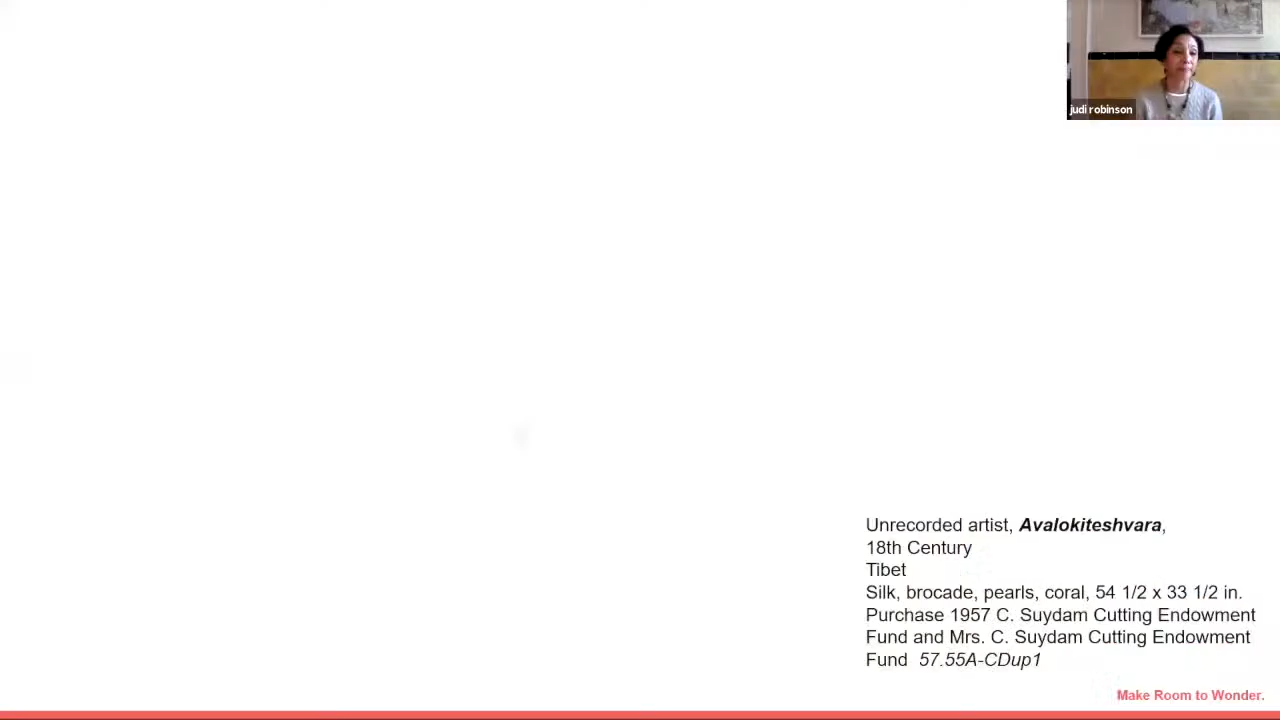 judi robinson
Unrecorded artist, Avalokiteshvara,
18th Century
Tibet
Silk, brocade, pearls, coral, 54 1/2 x 33 1/2 in.
Purchase 1957 C. Suydam Cutting Endowment
Fund and Mrs. C. Suydam Cutting Endowment
Fund 57.55A-CDup1
Make Room to Wonder.